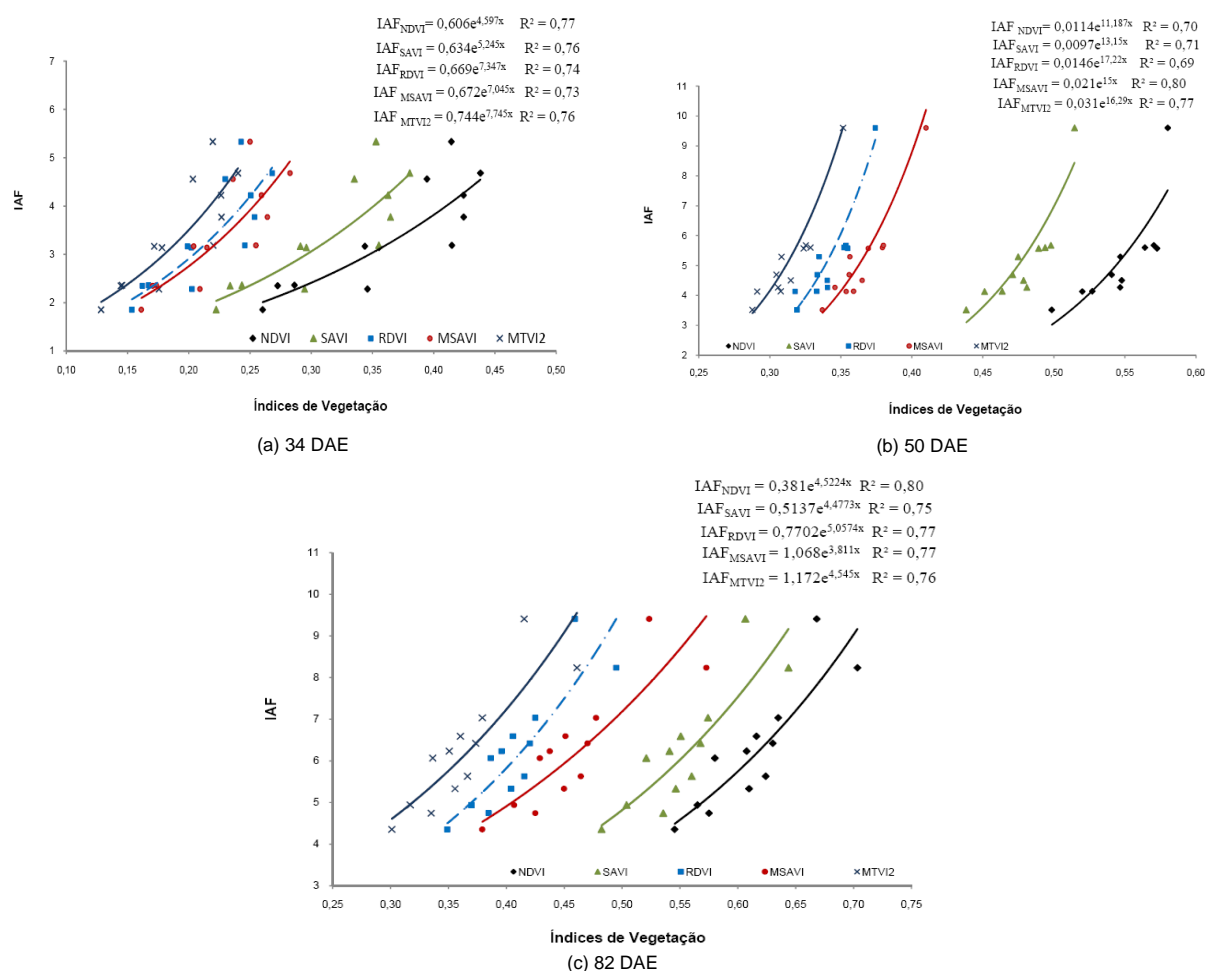 IAF_NDVI = 0,606e^4,597x R² = 0,77
IAF_SAVI = 0,634e^5,245x R² = 0,76
IAF_RDVI = 0,669e^7,347x R² = 0,74
IAF_MSAVI = 0,672e^7,045x R² = 0,73
IAF_MTVI2 = 0,744e^7,745x R² = 0,76
7
6
5
4
3
2
1
IAF
NDVI SAVI RDVI MSAVI MTVI2
0,10 0,15 0,20 0,25 0,30 0,35 0,40 0,45 0,50
Índices de Vegetação
(a) 34 DAE
IAF_NDVI = 0,0114e^11,187x R² = 0,70
IAF_SAVI = 0,0097e^13,15x R² = 0,71
IAF_RDVI = 0,0146e^17,22x R² = 0,69
IAF_MSAVI = 0,021e^15x R² = 0,80
IAF_MTVI2 = 0,031e^16,29x R² = 0,77
11
10
9
8
7
6
5
4
3
2
IAF
NDVI SAVI RDVI MSAVI MTVI2
0,25 0,30 0,35 0,40 0,45 0,50 0,55 0,60
Índices de Vegetação
(b) 50 DAE
IAF_NDVI = 0,381e^4,5224x R² = 0,80
IAF_SAVI = 0,5137e^4,4773x R² = 0,75
IAF_RDVI = 0,7702e^5,0574x R² = 0,77
IAF_MSAVI = 1,068e^3,811x R² = 0,77
IAF_MTVI2 = 1,172e^4,545x R² = 0,76
11
10
9
8
7
6
5
4
3
IAF
NDVI SAVI RDVI MSAVI MTVI2
0,25 0,30 0,35 0,40 0,45 0,50 0,55 0,60 0,65 0,70 0,75
Índices de Vegetação
(c) 82 DAE